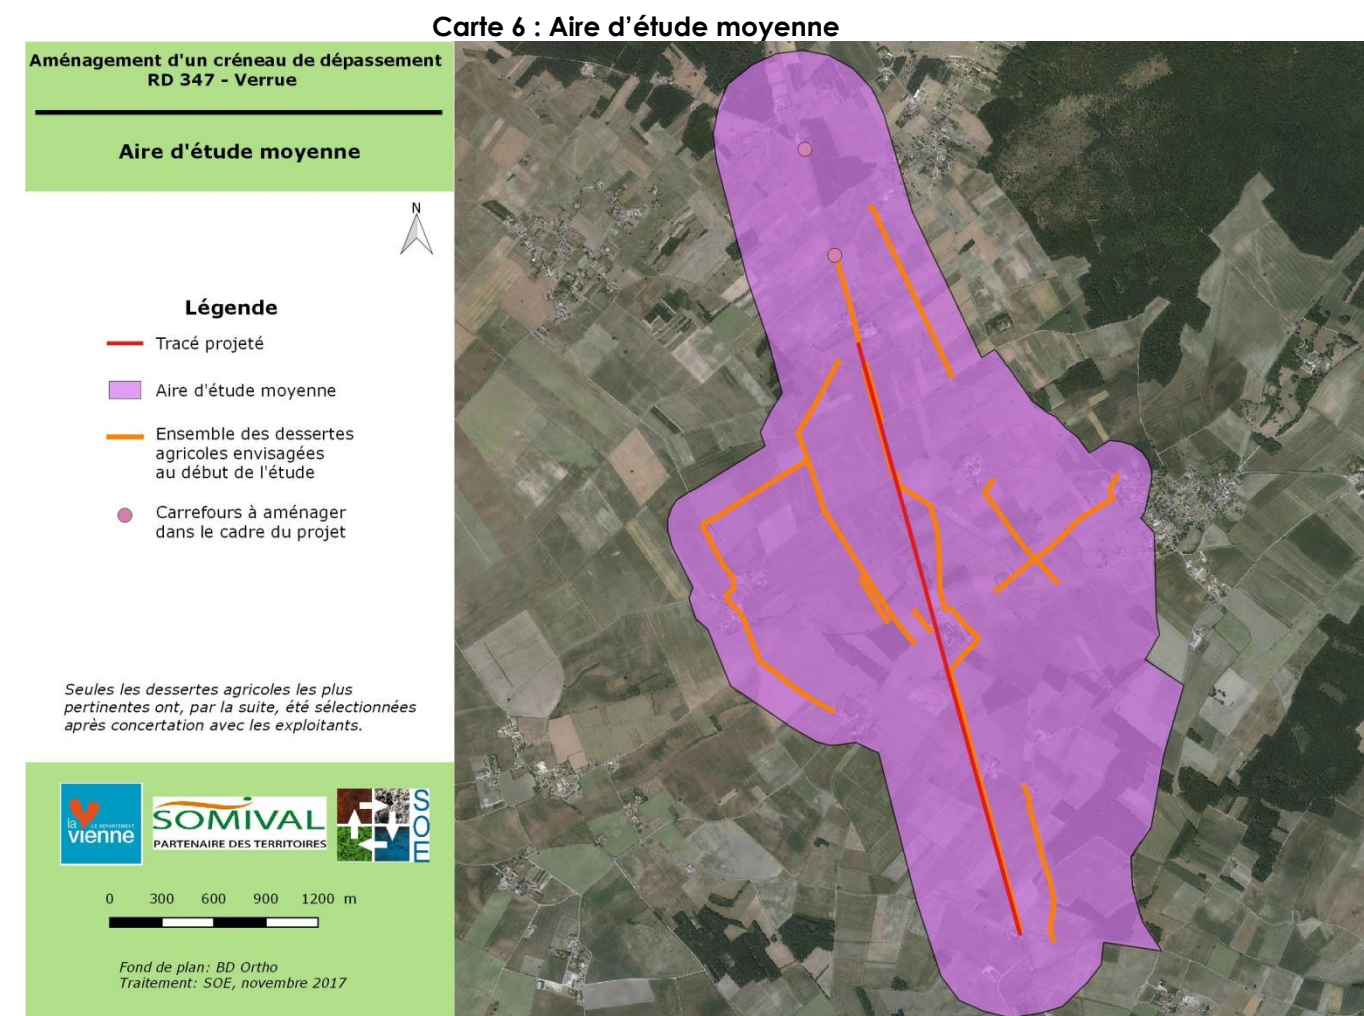 Carte 6 : Aire d’étude moyenne
Aménagement d'un créneau de dépassement
RD 347 - Verrue
Aire d'étude moyenne
N
Légende
Tracé projeté
Aire d'étude moyenne
Ensemble des dessertes
agricoles envisagées
au début de l'étude
Carrefours à aménager
dans le cadre du projet
Seules les dessertes agricoles les plus
pertinentes ont, par la suite, été sélectionnées
après concertation avec les exploitants.
la
LE DÉPARTEMENT
vienne
SOMIVAL
PARTENAIRE DES TERRITOIRES
SOE
0 300 600 900 1200 m
Fond de plan: BD Ortho
Traitement: SOE, novembre 2017